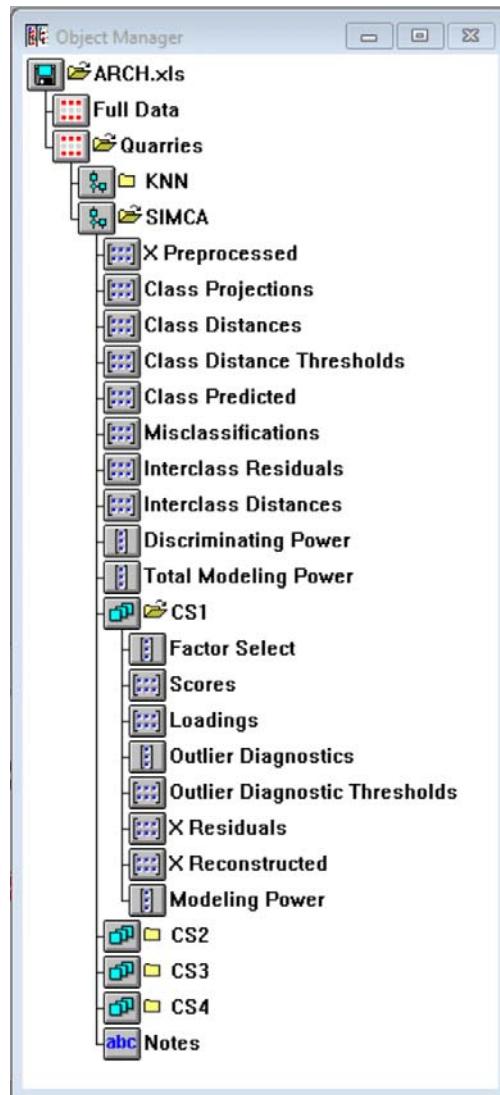 Object Manager
ARCH.xls
Full Data
Quarries
KNN
SIMCA
X Preprocessed
Class Projections
Class Distances
Class Distance Thresholds
Class Predicted
Misclassifications
Interclass Residuals
Interclass Distances
Discriminating Power
Total Modeling Power
CS1
Factor Select
Scores
Loadings
Outlier Diagnostics
Outlier Diagnostic Thresholds
X Residuals
X Reconstructed
Modeling Power
CS2
CS3
CS4
abc Notes